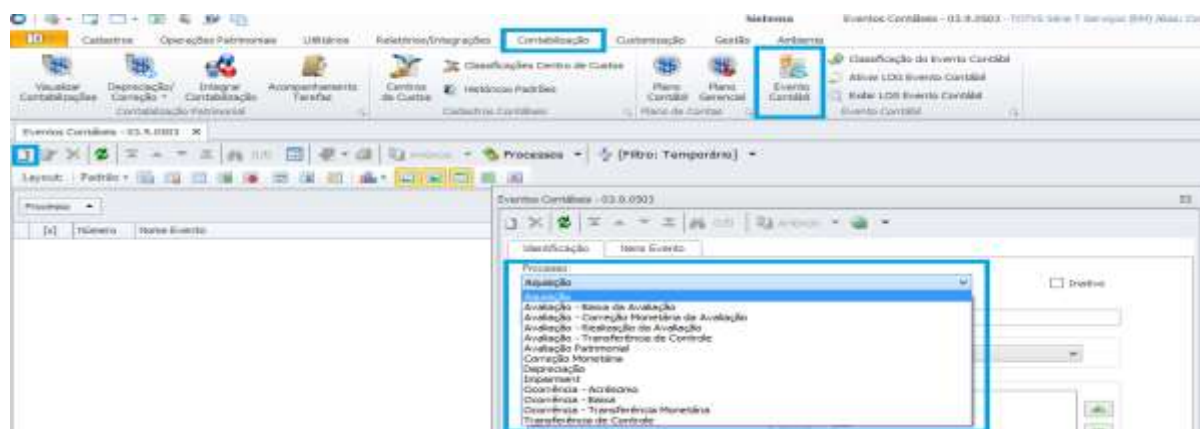 Eventos Contábeis - 03.9.0503 - TOTVS Série T Serviços (RM) Alias:
Cadastros Operações Patrimoniais Utilitários Relatórios/Integrações Contabilização Customização Gestão Ambiente
Visualizar Contabilizações
Depreciação/ Correção
Integrar Contabilização
Acompanhamento Tarefas
Centros de Custos
Classificações Centro de Custos
Históricos Padrões
Plano Contábil
Plano Gerencial
Evento Contábil
Classificação do Evento Contábil
Ativar LOG Evento Contábil
Exibir LOG Evento Contábil
Contabilização Patrimonial Cadastros Contábeis Plano de Contas Evento Contábil
Eventos Contábeis - 03.9.0503
Processos [Filtro: Temporário]
Layout: Padrão
Processo
[x] Número Nome Evento
Eventos Contábeis - 03.9.0503
Identificação Itens Evento
Processo:
Aquisição
Inativo
Aquisição
Avaliação - Baixa da Avaliação
Avaliação - Correção Monetária da Avaliação
Avaliação - Realização da Avaliação
Avaliação - Transferência de Controle
Avaliação Patrimonial
Correção Monetária
Depreciação
Impairment
Ocorrência - Acréscimo
Ocorrência - Baixa
Ocorrência - Transferência Monetária
Transferência de Controle